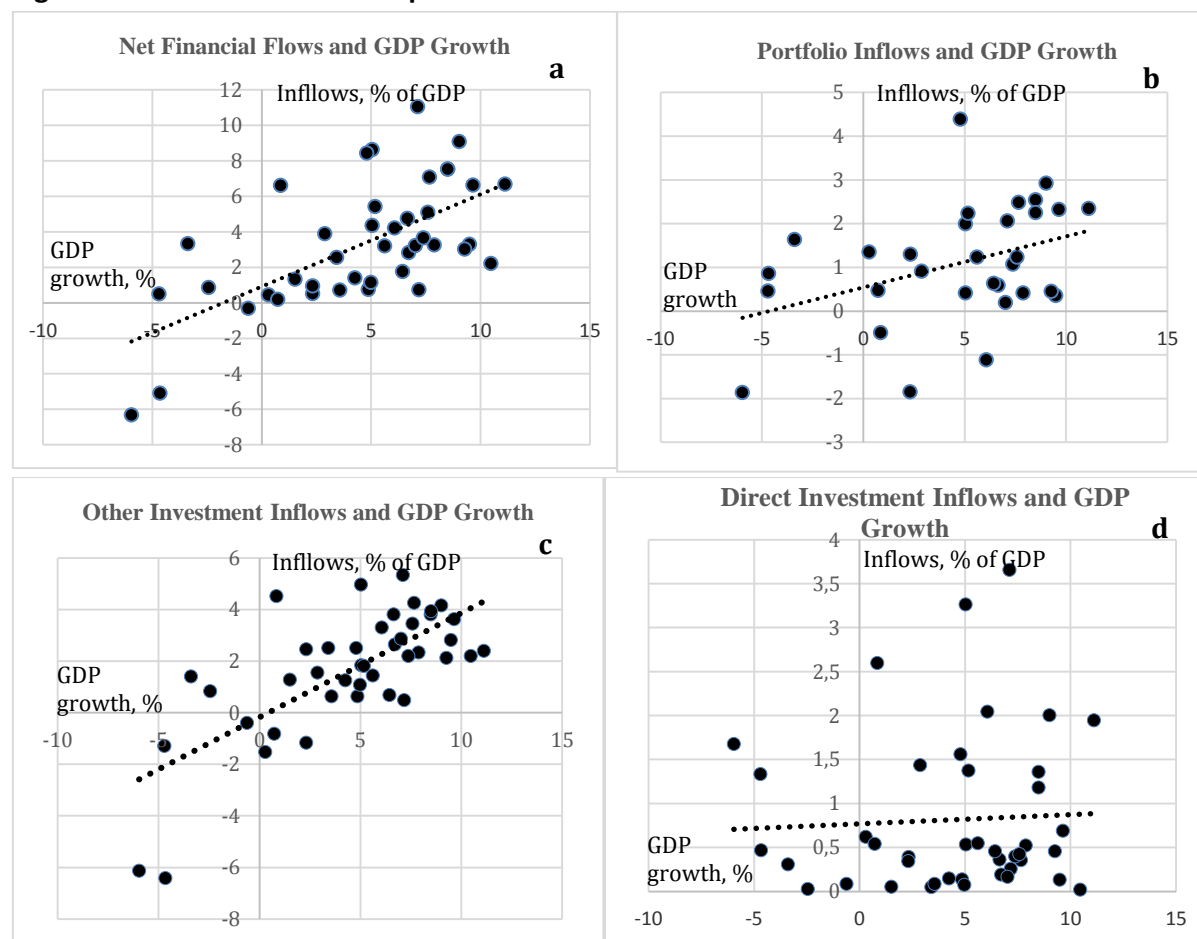 Net Financial Flows and GDP Growth
a
Infllows, % of GDP
12
10
8
6
4
2
0
-2
-4
-6
-8
-10
-5
0
5
10
15
GDP
growth, %
Portfolio Inflows and GDP Growth
b
Infllows, % of GDP
5
4
3
2
1
0
-1
-2
-3
-10
-5
0
5
10
15
GDP
growth
Other Investment Inflows and GDP Growth
c
Infllows, % of GDP
6
4
2
0
-2
-4
-6
-8
-10
-5
0
5
10
15
GDP
growth, %
Direct Investment Inflows and GDP
Growth
d
Infllows, % of GDP
4
3,5
3
2,5
2
1,5
1
0,5
0
-10
-5
0
5
10
15
GDP
growth, %